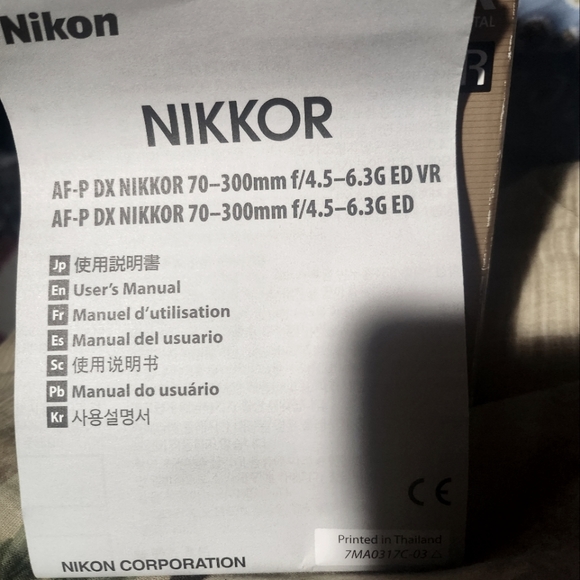 Nikon
NIKKOR
AF-P DX NIKKOR 70–300mm f/4.5–6.3G ED VR
AF-P DX NIKKOR 70–300mm f/4.5–6.3G ED
Jp 使用説明書
En User's Manual
Fr Manuel d'utilisation
Es Manual del usuario
Sc 使用说明书
Pb Manual do usuário
Kr 사용설명서
CE
Printed in Thailand
7MA0317C-03
NIKON CORPORATION